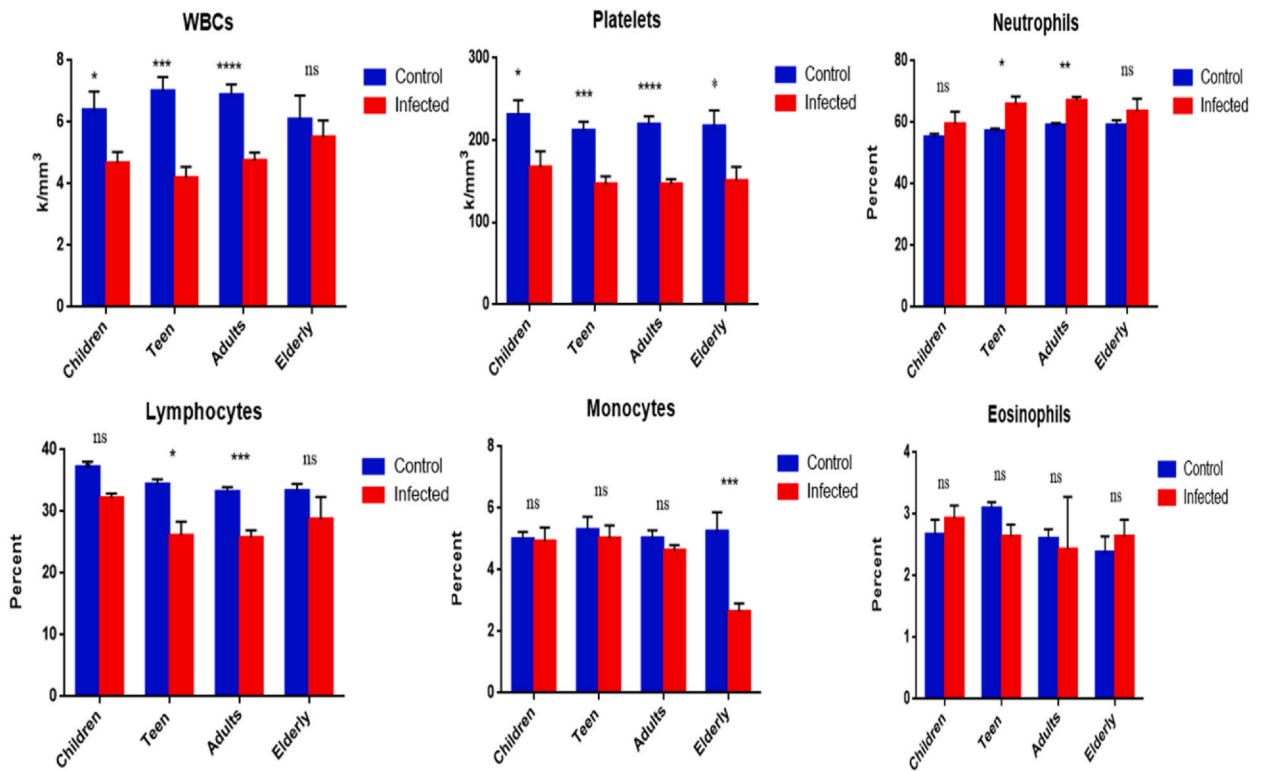 WBCs
8
6
4
2
0
k/mm³
*
***
****
ns
Control
Infected
Children
Teen
Adults
Elderly
Platelets
300
200
100
0
k/mm³
*
***
****
*
Control
Infected
Children
Teen
Adults
Elderly
Neutrophils
80
60
40
20
0
Percent
ns
*
**
ns
Control
Infected
Children
Teen
Adults
Elderly
Lymphocytes
40
30
20
10
0
Percent
ns
*
***
ns
Control
Infected
Children
Teen
Adults
Elderly
Monocytes
8
6
4
2
0
Percent
ns
ns
ns
***
Control
Infected
Children
Teen
Adults
Elderly
Eosinophils
4
3
2
1
0
Percent
ns
ns
ns
ns
Control
Infected
Children
Teen
Adults
Elderly